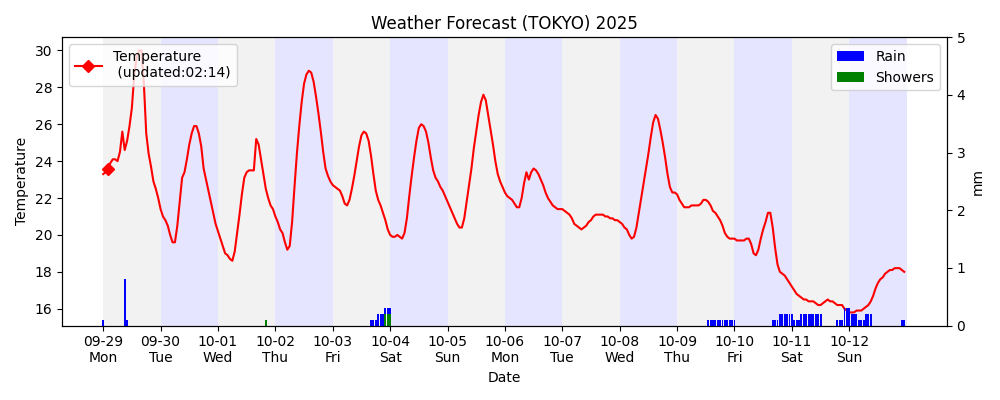 Weather Forecast (TOKYO) 2025
Temperature
(updated:02:14)
Rain
Showers
Temperature
30
28
26
24
22
20
18
16
5
4
3
2
1
0
mm
09-29 09-30 10-01 10-02 10-03 10-04 10-05 10-06 10-07 10-08 10-09 10-10 10-11 10-12
Mon Tue Wed Thu Fri Sat Sun Mon Tue Wed Thu Fri Sat Sun
Date